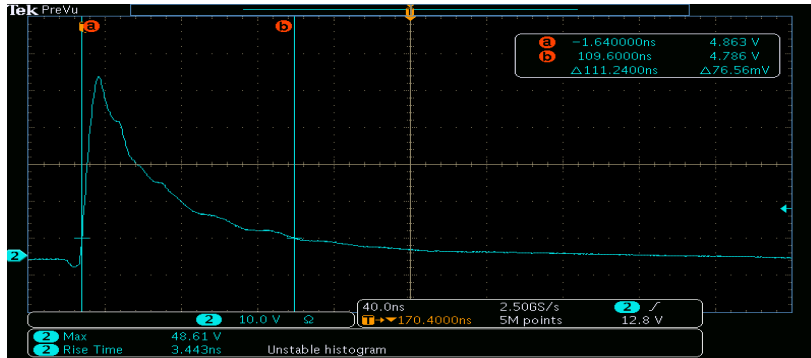 Tek PreVu
T
a b
a −1.640000ns 4.863 V
b 109.6000ns 4.786 V
△111.2400ns △76.56mV
2
2 10.0 V Ω
40.0ns 2.50GS/s 2 ∫
T→▼170.4000ns 5M points 12.8 V
2 Max 48.61 V
2 Rise Time 3.443ns Unstable histogram